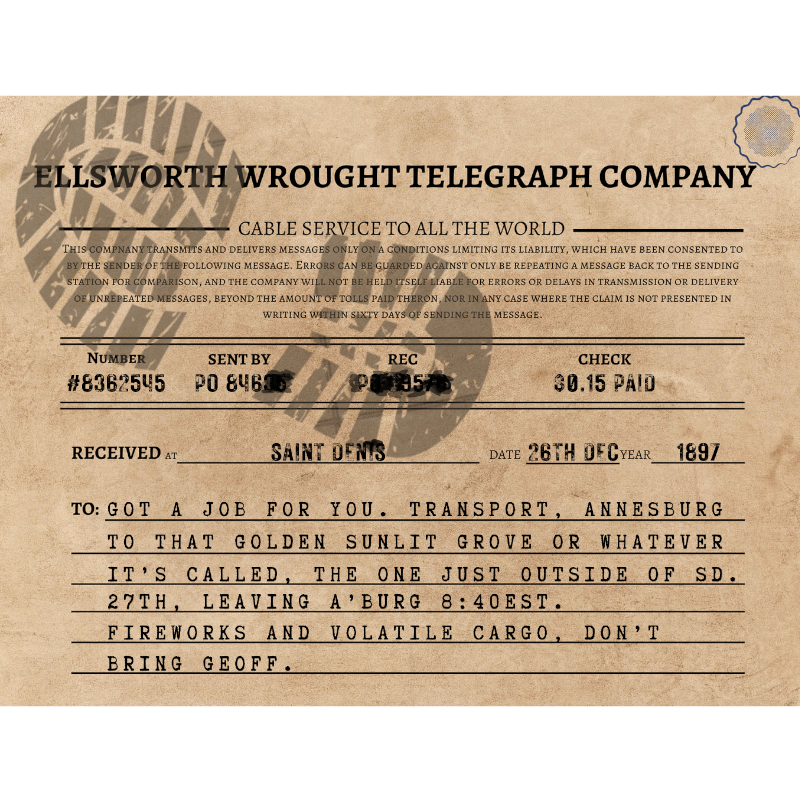 ELLSWORTH WROUGHT TELEGRAPH COMPANY
CABLE SERVICE TO ALL THE WORLD
THIS COMPNANY TRANSMITS AND DELIVERS MESSAGES ONLY ON A CONDITIONS LIMITING ITS LIABILITY, WHICH HAVE BEEN CONSENTED TO
BY THE SENDER OF THE FOLLOWING MESSAGE. ERRORS CAN BE GUARDED AGAINST ONLY BE REPEATING A MESSAGE BACK TO THE SENDING
STATION FOR COMPARISON, AND THE COMPANY WILL NOT BE HELD ITSELF LIABLE FOR ERRORS OR DELAYS IN TRANSMISSION OR DELIVERY
OF UNREPEATED MESSAGES, BEYOND THE AMOUNT OF TOLLS PAID THERON, NOR IN ANY CASE WHERE THE CLAIM IS NOT PRESENTED IN
WRITING WITHIN SIXTY DAYS OF SENDING THE MESSAGE.
NUMBER SENT BY REC CHECK
#8362545 PO $0.15 PAID
RECEIVED AT SAINT DENIS DATE 26TH DEC YEAR 1897
TO: GOT A JOB FOR YOU. TRANSPORT, ANNESBURG
TO THAT GOLDEN SUNLIT GROVE OR WHATEVER
IT'S CALLED, THE ONE JUST OUTSIDE OF SD.
27TH, LEAVING A'BURG 8:40EST.
FIREWORKS AND VOLATILE CARGO, DON'T
BRING GEOFF.